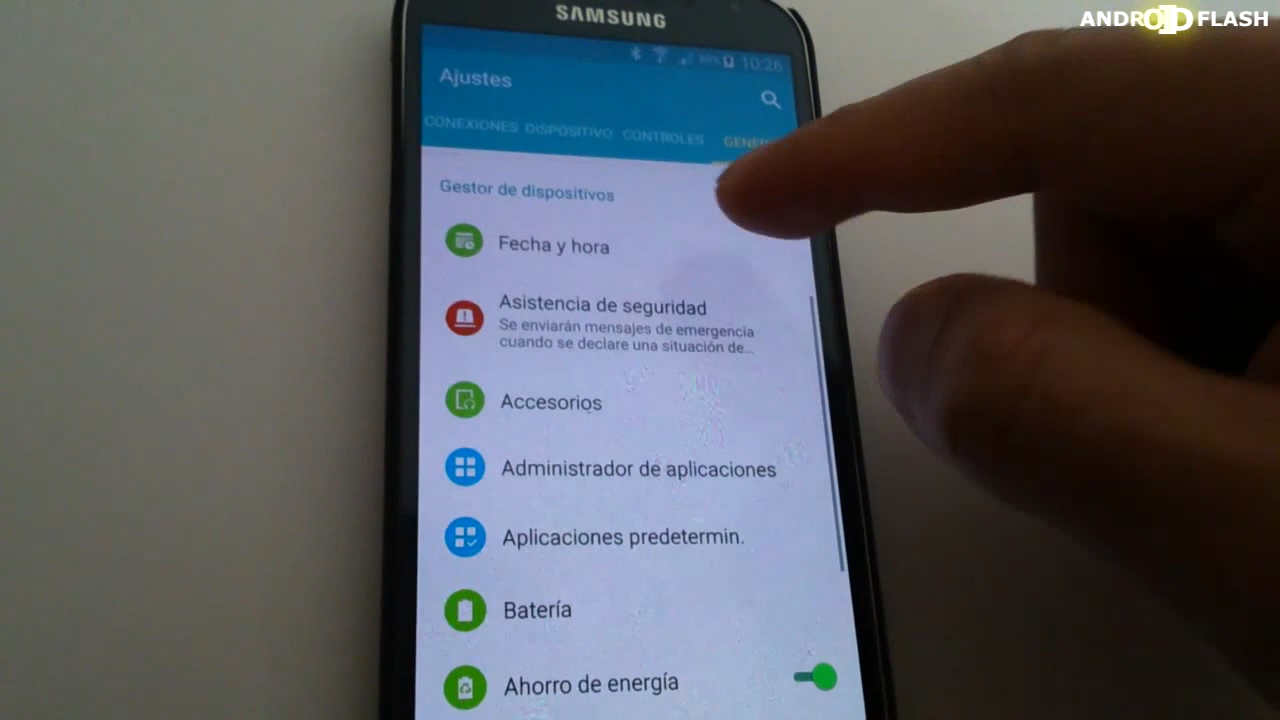 ANDROID FLASH
SAMSUNG
10:26
Ajustes
CONEXIONES DISPOSITIVO CONTROLES
Gestor de dispositivos
Fecha y hora
Asistencia de seguridad
Se enviarán mensajes de emergencia
cuando se declare una situación de...
Accesorios
Administrador de aplicaciones
Aplicaciones predetermin.
Batería
Ahorro de energía